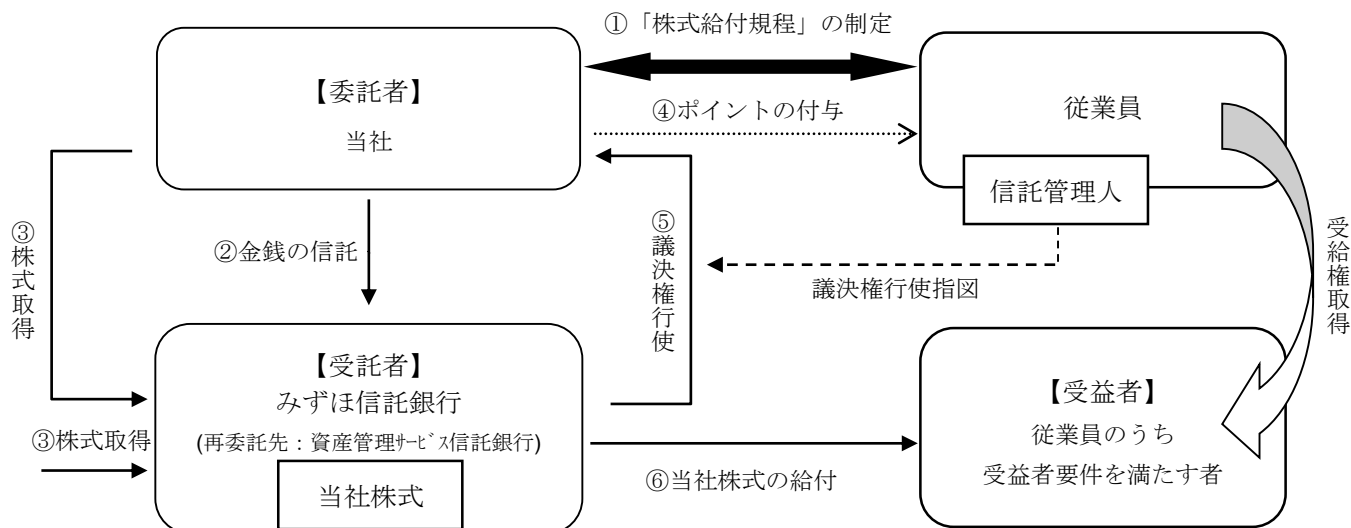 ①「株式給付規程」の制定
【委託者】
当社
④ポイントの付与
従業員
信託管理人
③株式取得
②金銭の信託
⑤議決権行使
議決権行使指図
受給権取得
【受託者】
みずほ信託銀行
(再委託先：資産管理ｻｰﾋﾞｽ信託銀行)
当社株式
③株式取得
⑥当社株式の給付
【受益者】
従業員のうち
受益者要件を満たす者